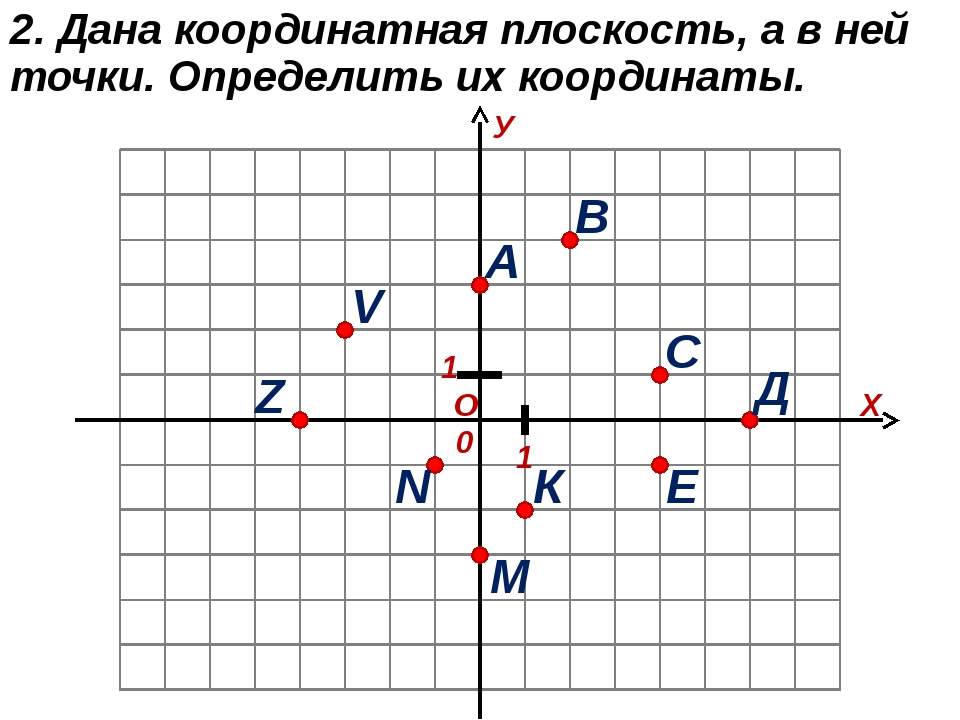 2. Дана координатная плоскость, а в ней
точки. Определить их координаты.
У
В
А
V
С
1
Z
Д
О
Х
0
1
N
К
Е
М